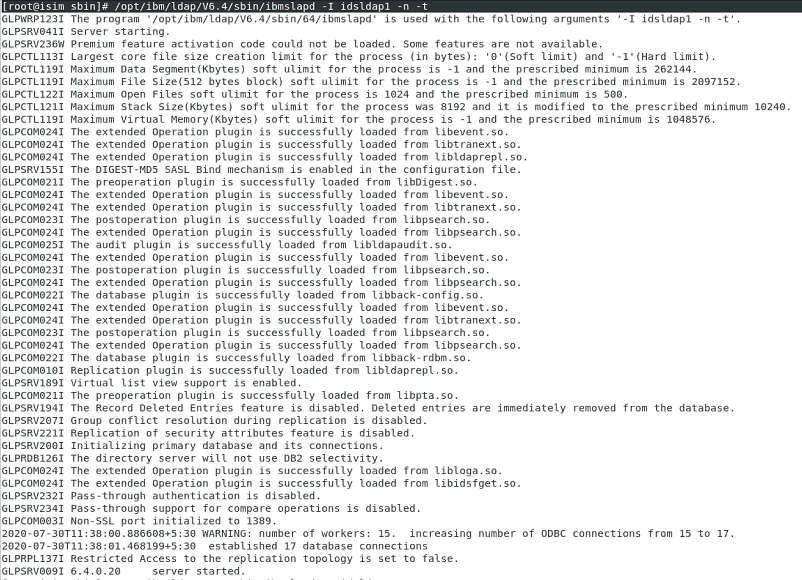 [root@isim sbin]# /opt/ibm/ldap/V6.4/sbin/ibmslapd -I idsldap1 -n -t
GLPWRP123I The program '/opt/ibm/ldap/V6.4/sbin/64/ibmslapd' is used with the following arguments '-I idsldap1 -n -t'.
GLPSRV041I Server starting.
GLPSRV236W Premium feature activation code could not be loaded. Some features are not available.
GLPCTL113I Largest core file size creation limit for the process (in bytes): '0'(Soft limit) and '-1'(Hard limit).
GLPCTL119I Maximum Data Segment(Kbytes) soft ulimit for the process is -1 and the prescribed minimum is 262144.
GLPCTL119I Maximum File Size(512 bytes block) soft ulimit for the process is -1 and the prescribed minimum is 2097152.
GLPCTL122I Maximum Open Files soft ulimit for the process is 1024 and the prescribed minimum is 500.
GLPCTL121I Maximum Stack Size(Kbytes) soft ulimit for the process was 8192 and it is modified to the prescribed minimum 10240.
GLPCTL119I Maximum Virtual Memory(Kbytes) soft ulimit for the process is -1 and the prescribed minimum is 1048576.
GLPCOM024I The extended Operation plugin is successfully loaded from libevent.so.
GLPCOM024I The extended Operation plugin is successfully loaded from libtranext.so.
GLPCOM024I The extended Operation plugin is successfully loaded from libldaprepl.so.
GLPSRV155I The DIGEST-MD5 SASL Bind mechanism is enabled in the configuration file.
GLPCOM021I The preoperation plugin is successfully loaded from libDigest.so.
GLPCOM024I The extended Operation plugin is successfully loaded from libevent.so.
GLPCOM024I The extended Operation plugin is successfully loaded from libtranext.so.
GLPCOM023I The postoperation plugin is successfully loaded from libpsearch.so.
GLPCOM024I The extended Operation plugin is successfully loaded from libpsearch.so.
GLPCOM025I The audit plugin is successfully loaded from libldapaudit.so.
GLPCOM024I The extended Operation plugin is successfully loaded from libevent.so.
GLPCOM023I The postoperation plugin is successfully loaded from libpsearch.so.
GLPCOM024I The extended Operation plugin is successfully loaded from libpsearch.so.
GLPCOM022I The database plugin is successfully loaded from libback-config.so.
GLPCOM024I The extended Operation plugin is successfully loaded from libevent.so.
GLPCOM024I The extended Operation plugin is successfully loaded from libtranext.so.
GLPCOM023I The postoperation plugin is successfully loaded from libpsearch.so.
GLPCOM024I The extended Operation plugin is successfully loaded from libpsearch.so.
GLPCOM022I The database plugin is successfully loaded from libback-rdbm.so.
GLPCOM010I Replication plugin is successfully loaded from libldaprepl.so.
GLPSRV189I Virtual list view support is enabled.
GLPCOM021I The preoperation plugin is successfully loaded from libpta.so.
GLPSRV194I The Record Deleted Entries feature is disabled. Deleted entries are immediately removed from the database.
GLPSRV207I Group conflict resolution during replication is disabled.
GLPSRV221I Replication of security attributes feature is disabled.
GLPSRV200I Initializing primary database and its connections.
GLPRDB126I The directory server will not use DB2 selectivity.
GLPCOM024I The extended Operation plugin is successfully loaded from libloga.so.
GLPCOM024I The extended Operation plugin is successfully loaded from libidsfget.so.
GLPSRV232I Pass-through authentication is disabled.
GLPSRV234I Pass-through support for compare operations is disabled.
GLPCOM003I Non-SSL port initialized to 1389.
2020-07-30T11:38:00.886608+5:30 WARNING: number of workers: 15.  increasing number of ODBC connections from 15 to 17.
2020-07-30T11:38:01.468199+5:30  established 17 database connections
GLPRPL137I Restricted Access to the replication topology is set to false.
GLPSRV009I 6.4.0.20     server started.